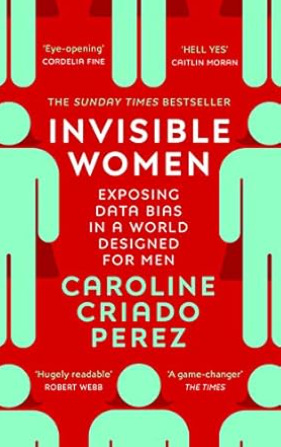 'Eye-opening'
CORDELIA FINE
'HELL YES'
CAITLIN MORAN
THE SUNDAY TIMES BESTSELLER
INVISIBLE
WOMEN
EXPOSING
DATA BIAS
IN A WORLD
DESIGNED
FOR MEN
CAROLINE
CRIADO
PEREZ
'Hugely readable'
ROBERT WEBB
'A game-changer'
THE TIMES